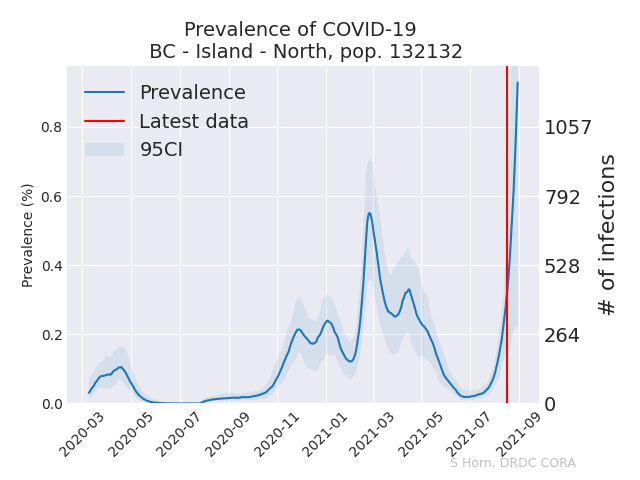 Prevalence of COVID-19
BC - Island - North, pop. 132132
Prevalence
Latest data
95CI
Prevalence (%)
0.8
0.6
0.4
0.2
0.0
1057
792
528
264
0
# of infections
2020-03
2020-05
2020-07
2020-09
2020-11
2021-01
2021-03
2021-05
2021-07
2021-09
S Horn, DRDC CORA